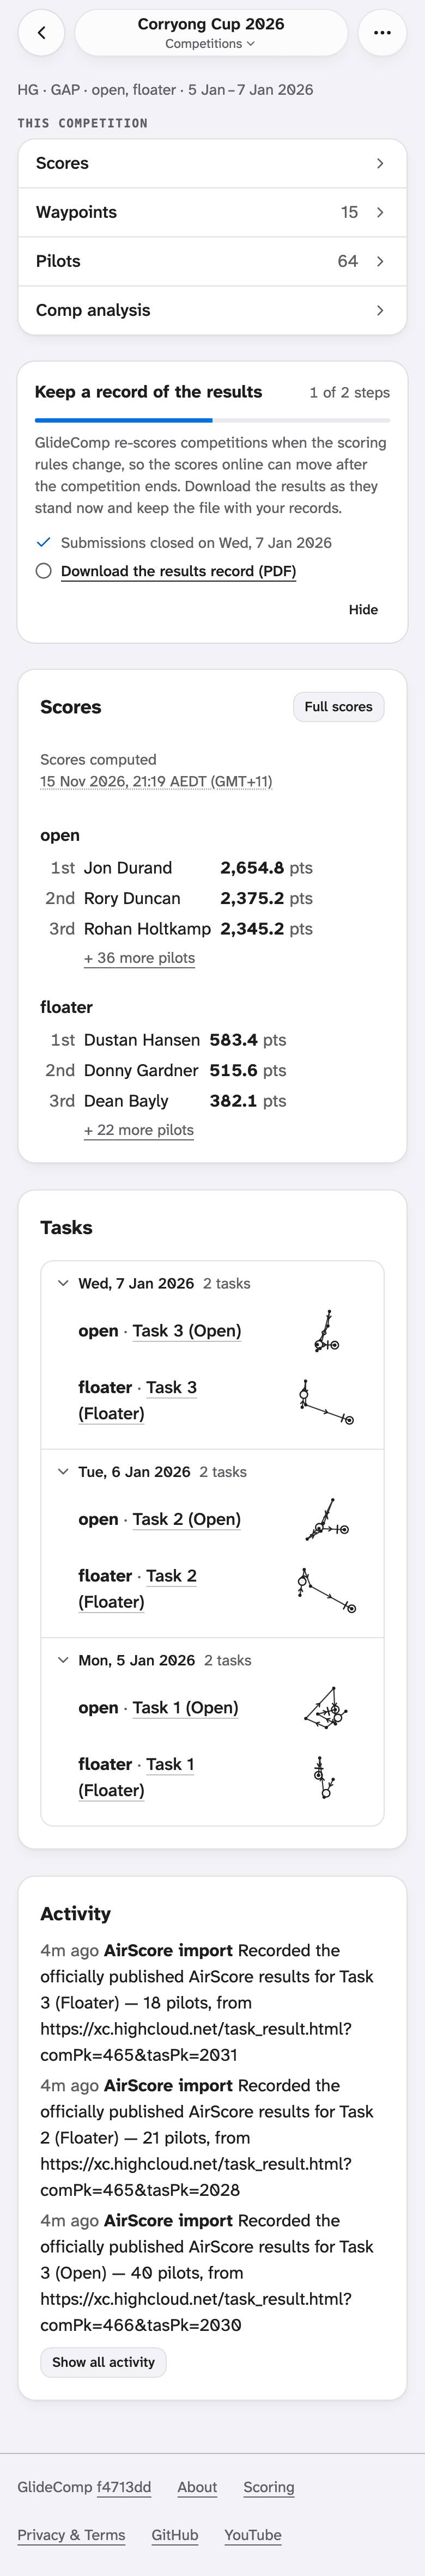 Corryong Cup 2026
Competitions
HG · GAP · open, floater · 5 Jan – 7 Jan 2026
THIS COMPETITION
Scores
Waypoints 15
Pilots 64
Comp analysis
Keep a record of the results 1 of 2 steps
GlideComp re-scores competitions when the scoring
rules change, so the scores online can move after
the competition ends. Download the results as they
stand now and keep the file with your records.
Submissions closed on Wed, 7 Jan 2026
Download the results record (PDF)
Hide
Scores Full scores
Scores computed
15 Nov 2026, 21:19 AEDT (GMT+11)
open
1st Jon Durand 2,654.8 pts
2nd Rory Duncan 2,375.2 pts
3rd Rohan Holtkamp 2,345.2 pts
+ 36 more pilots
floater
1st Dustan Hansen 583.4 pts
2nd Donny Gardner 515.6 pts
3rd Dean Bayly 382.1 pts
+ 22 more pilots
Tasks
Wed, 7 Jan 2026 2 tasks
open · Task 3 (Open)
floater · Task 3
(Floater)
Tue, 6 Jan 2026 2 tasks
open · Task 2 (Open)
floater · Task 2
(Floater)
Mon, 5 Jan 2026 2 tasks
open · Task 1 (Open)
floater · Task 1
(Floater)
Activity
4m ago AirScore import Recorded the
officially published AirScore results for Task
3 (Floater) — 18 pilots, from
https://xc.highcloud.net/task_result.html?
comPk=465&tasPk=2031
4m ago AirScore import Recorded the
officially published AirScore results for Task
2 (Floater) — 21 pilots, from
https://xc.highcloud.net/task_result.html?
comPk=465&tasPk=2028
4m ago AirScore import Recorded the
officially published AirScore results for Task
3 (Open) — 40 pilots, from
https://xc.highcloud.net/task_result.html?
comPk=466&tasPk=2030
Show all activity
GlideComp f4713dd About Scoring
Privacy & Terms GitHub YouTube